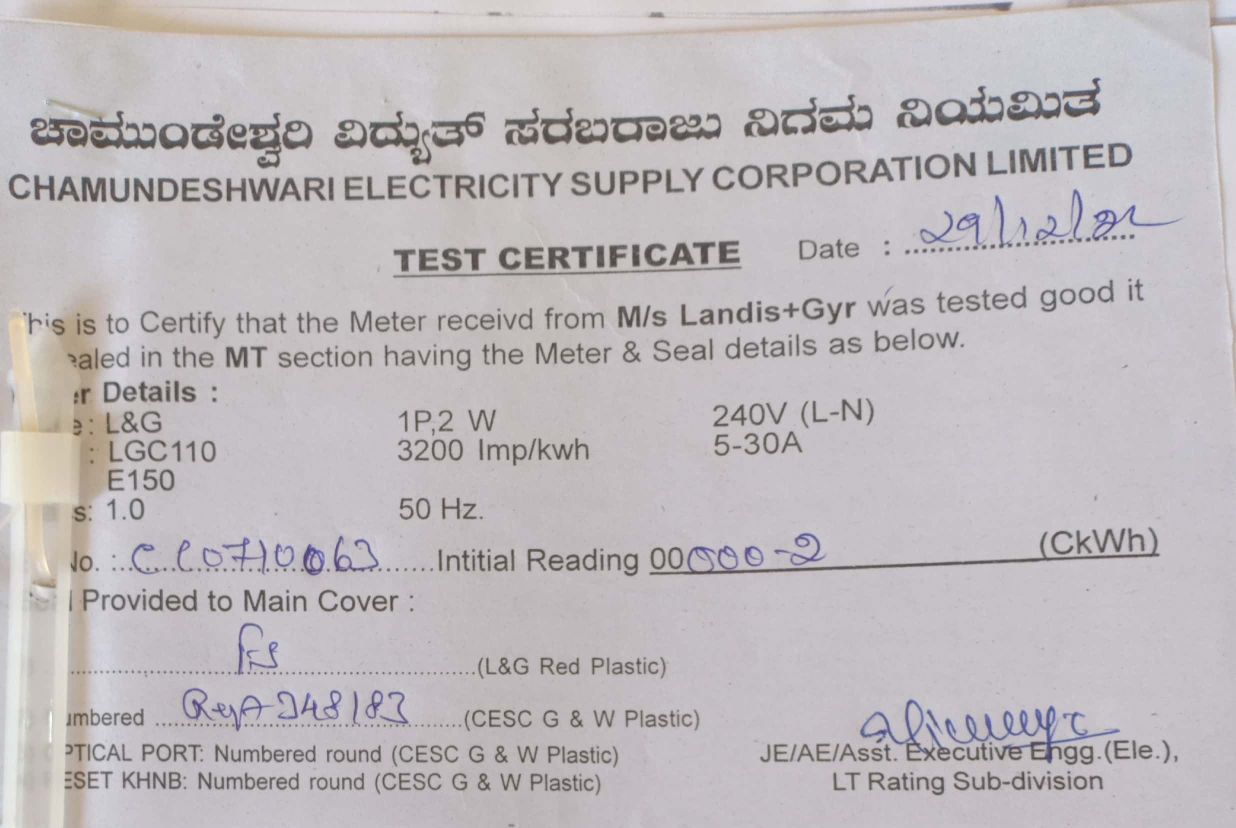 ಚಾಮುಂಡೇಶ್ವರಿ ವಿದ್ಯುತ್ ಸರಬರಾಜು ನಿಗಮ ನಿಯಮಿತ
CHAMUNDESHWARI ELECTRICITY SUPPLY CORPORATION LIMITED
TEST CERTIFICATE Date :
his is to Certify that the Meter receivd from M/s Landis+Gyr was tested good it
ealed in the MT section having the Meter & Seal details as below.
er Details :
e: L&G 1P,2 W 240V (L-N)
: LGC110 3200 Imp/kwh 5-30A
E150
s: 1.0 50 Hz.
No. : Intitial Reading 00000-2 (CkWh)
Provided to Main Cover :
(L&G Red Plastic)
umbered (CESC G & W Plastic)
PTICAL PORT: Numbered round (CESC G & W Plastic)
ESET KHNB: Numbered round (CESC G & W Plastic)
JE/AE/Asst. Executive Engg.(Ele.),
LT Rating Sub-division